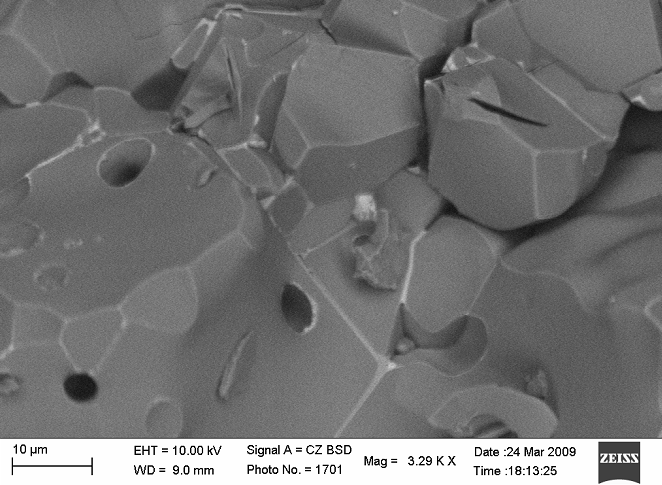 10 µm
EHT = 10.00 kV
WD = 9.0 mm
Signal A = CZ BSD
Photo No. = 1701
Mag = 3.29 K X
Date :24 Mar 2009
Time :18:13:25
ZEISS